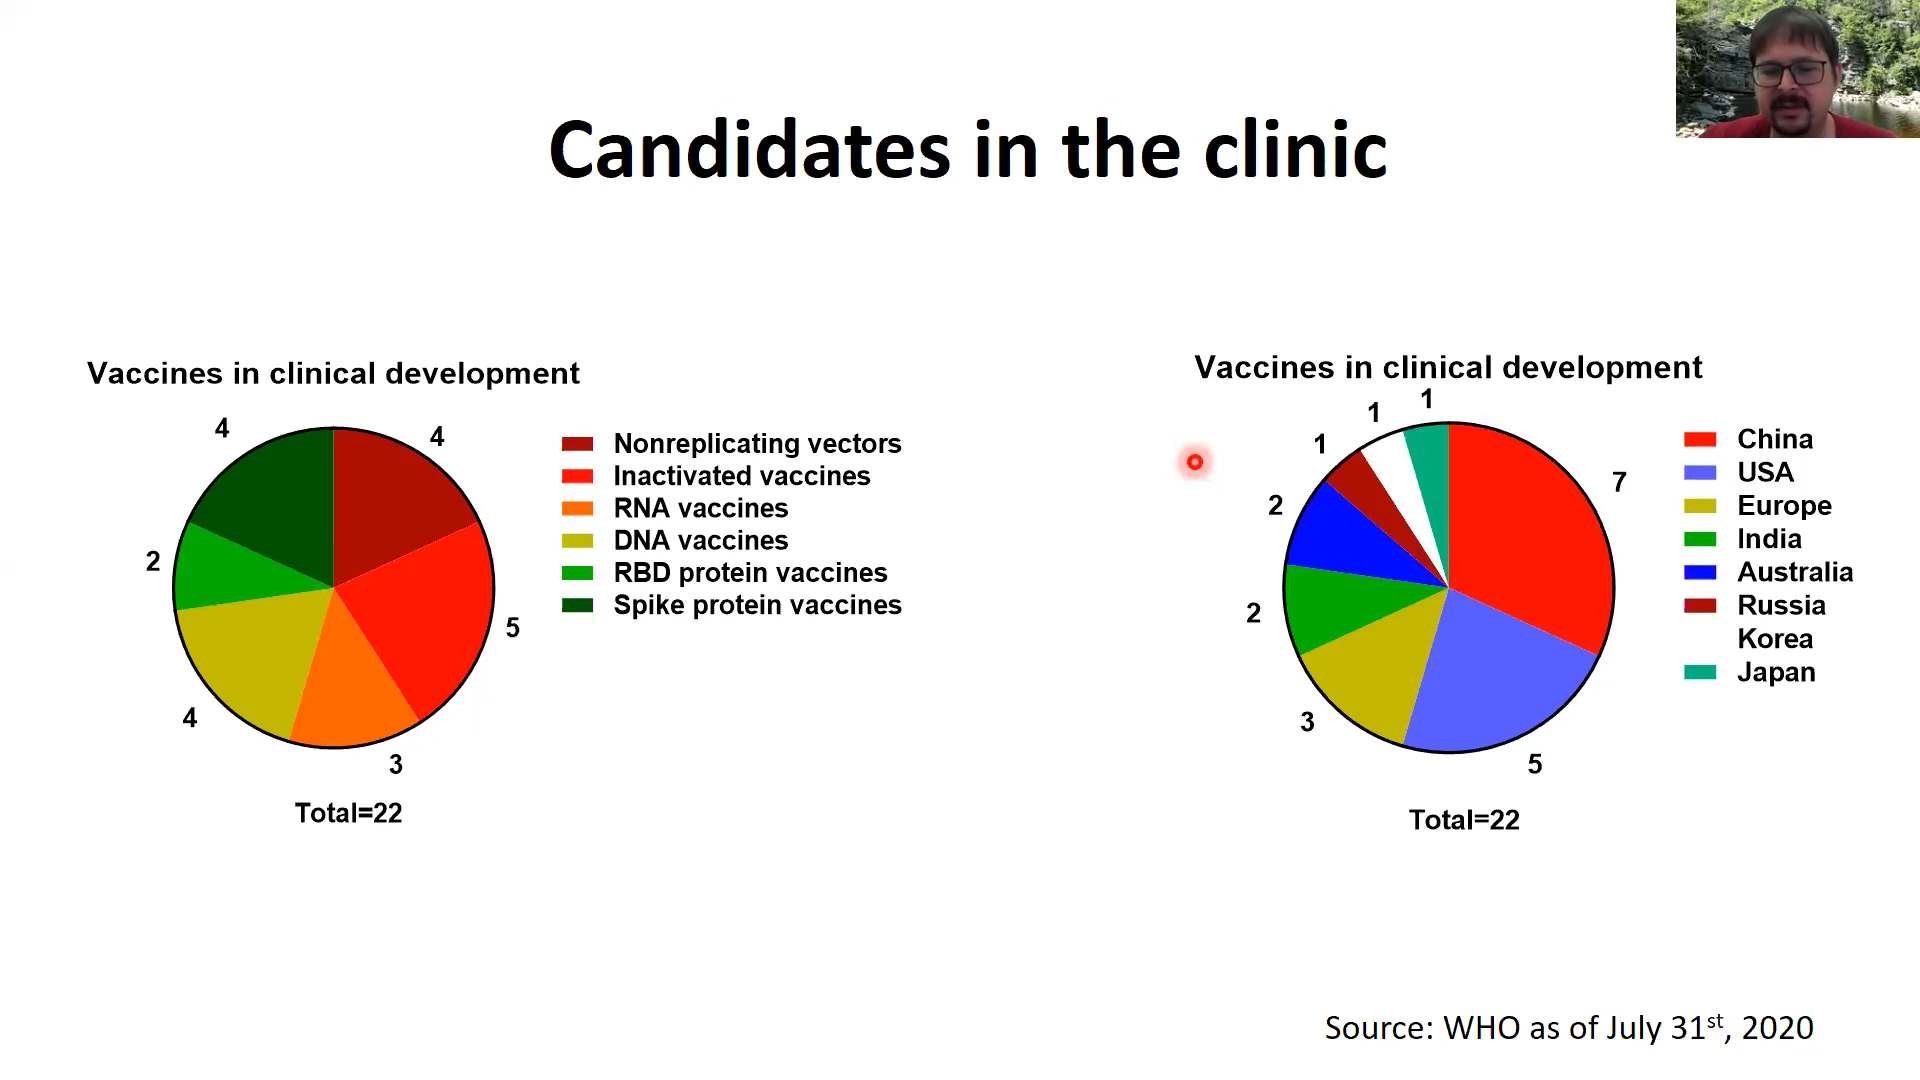 Candidates in the clinic
Vaccines in clinical development
4
4
5
3
4
2
Nonreplicating vectors
Inactivated vaccines
RNA vaccines
DNA vaccines
RBD protein vaccines
Spike protein vaccines
Total=22
Vaccines in clinical development
1
1
1
7
2
2
3
5
China
USA
Europe
India
Australia
Russia
Korea
Japan
Total=22
Source: WHO as of July 31st, 2020